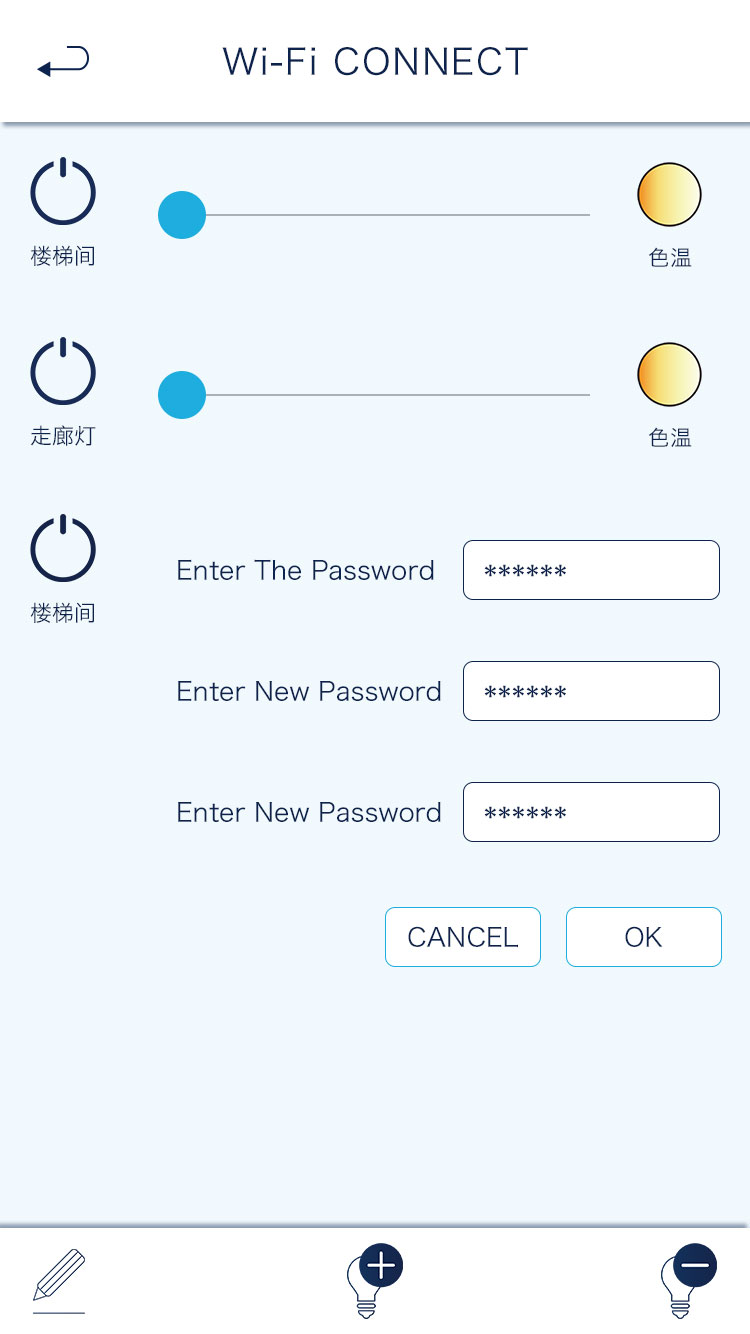 Wi-Fi CONNECT
楼梯间
色温
走廊灯
色温
楼梯间
Enter The Password
******
Enter New Password
******
Enter New Password
******
CANCEL
OK